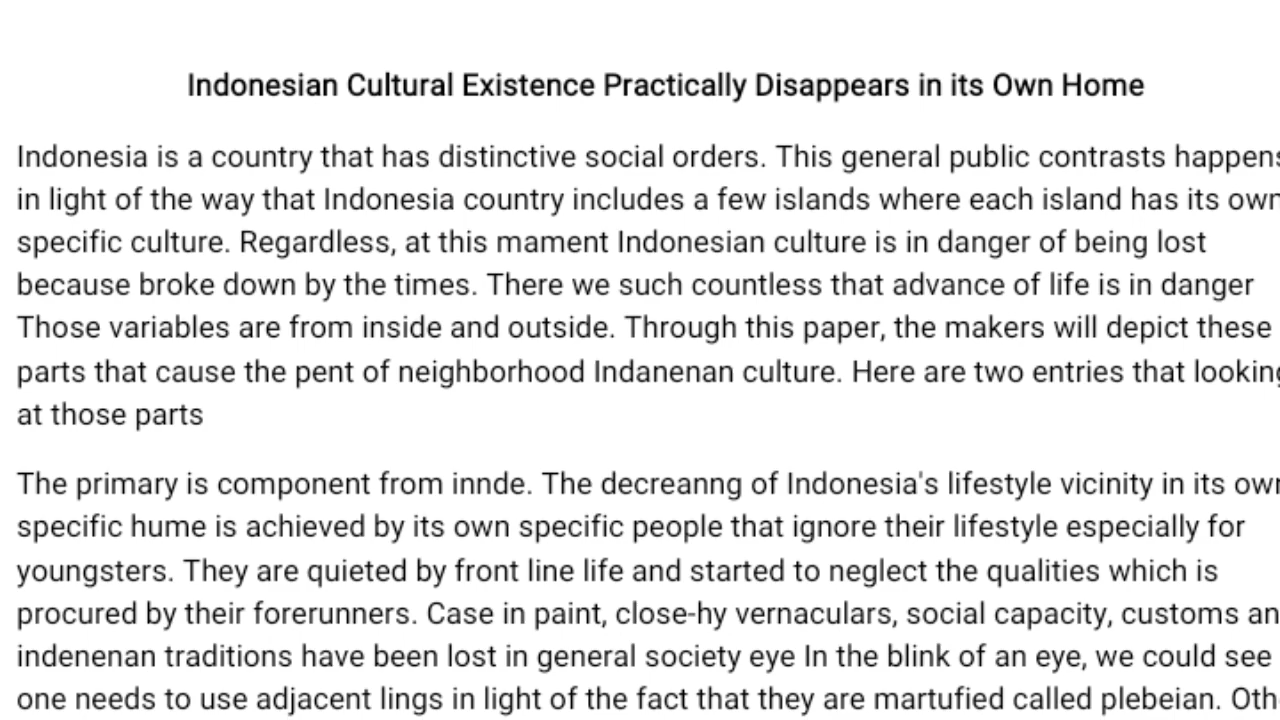 Indonesian Cultural Existence Practically Disappears in its Own Home
Indonesia is a country that has distinctive social orders. This general public contrasts happens
in light of the way that Indonesia country includes a few islands where each island has its own
specific culture. Regardless, at this mament Indonesian culture is in danger of being lost
because broke down by the times. There we such countless that advance of life is in danger
Those variables are from inside and outside. Through this paper, the makers will depict these
parts that cause the pent of neighborhood Indanenan culture. Here are two entries that looking
at those parts
The primary is component from innde. The decreanng of Indonesia's lifestyle vicinity in its own
specific hume is achieved by its own specific people that ignore their lifestyle especially for
youngsters. They are quieted by front line life and started to neglect the qualities which is
procured by their forerunners. Case in paint, close-hy vernaculars, social capacity, customs an
indenenan traditions have been lost in general society eye In the blink of an eye, we could see
one needs to use adjacent lings in light of the fact that they are martufied called plebeian. Oth